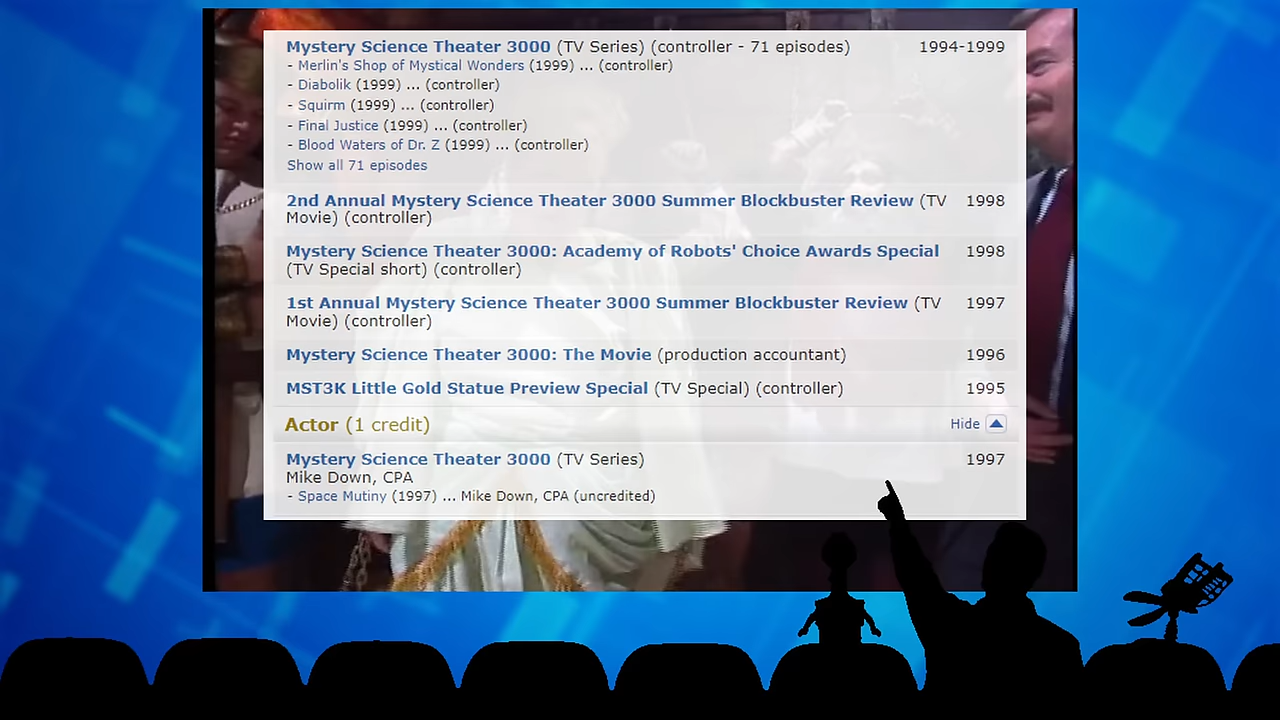 Mystery Science Theater 3000 (TV Series) (controller - 71 episodes) 1994-1999
- Merlin's Shop of Mystical Wonders (1999) ... (controller)
- Diabolik (1999) ... (controller)
- Squirm (1999) ... (controller)
- Final Justice (1999) ... (controller)
- Blood Waters of Dr. Z (1999) ... (controller)
Show all 71 episodes
2nd Annual Mystery Science Theater 3000 Summer Blockbuster Review (TV 1998
Movie) (controller)
Mystery Science Theater 3000: Academy of Robots' Choice Awards Special 1998
(TV Special short) (controller)
1st Annual Mystery Science Theater 3000 Summer Blockbuster Review (TV 1997
Movie) (controller)
Mystery Science Theater 3000: The Movie (production accountant) 1996
MST3K Little Gold Statue Preview Special (TV Special) (controller) 1995
Actor (1 credit) Hide
Mystery Science Theater 3000 (TV Series) 1997
Mike Down, CPA
- Space Mutiny (1997) ... Mike Down, CPA (uncredited)